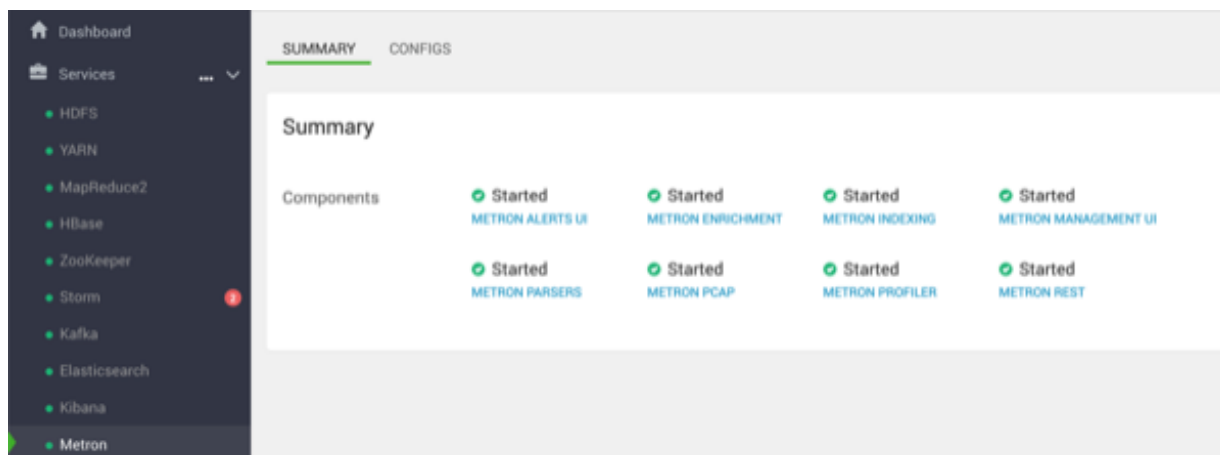 Dashboard
Services
HDFS
YARN
MapReduce2
HBase
ZooKeeper
Storm 2
Kafka
Elasticsearch
Kibana
Metron
SUMMARY CONFIGS
Summary
Components
Started Started Started Started
METRON ALERTS UI METRON ENRICHMENT METRON INDEXING METRON MANAGEMENT UI
Started Started Started Started
METRON PARSERS METRON PCAP METRON PROFILER METRON REST